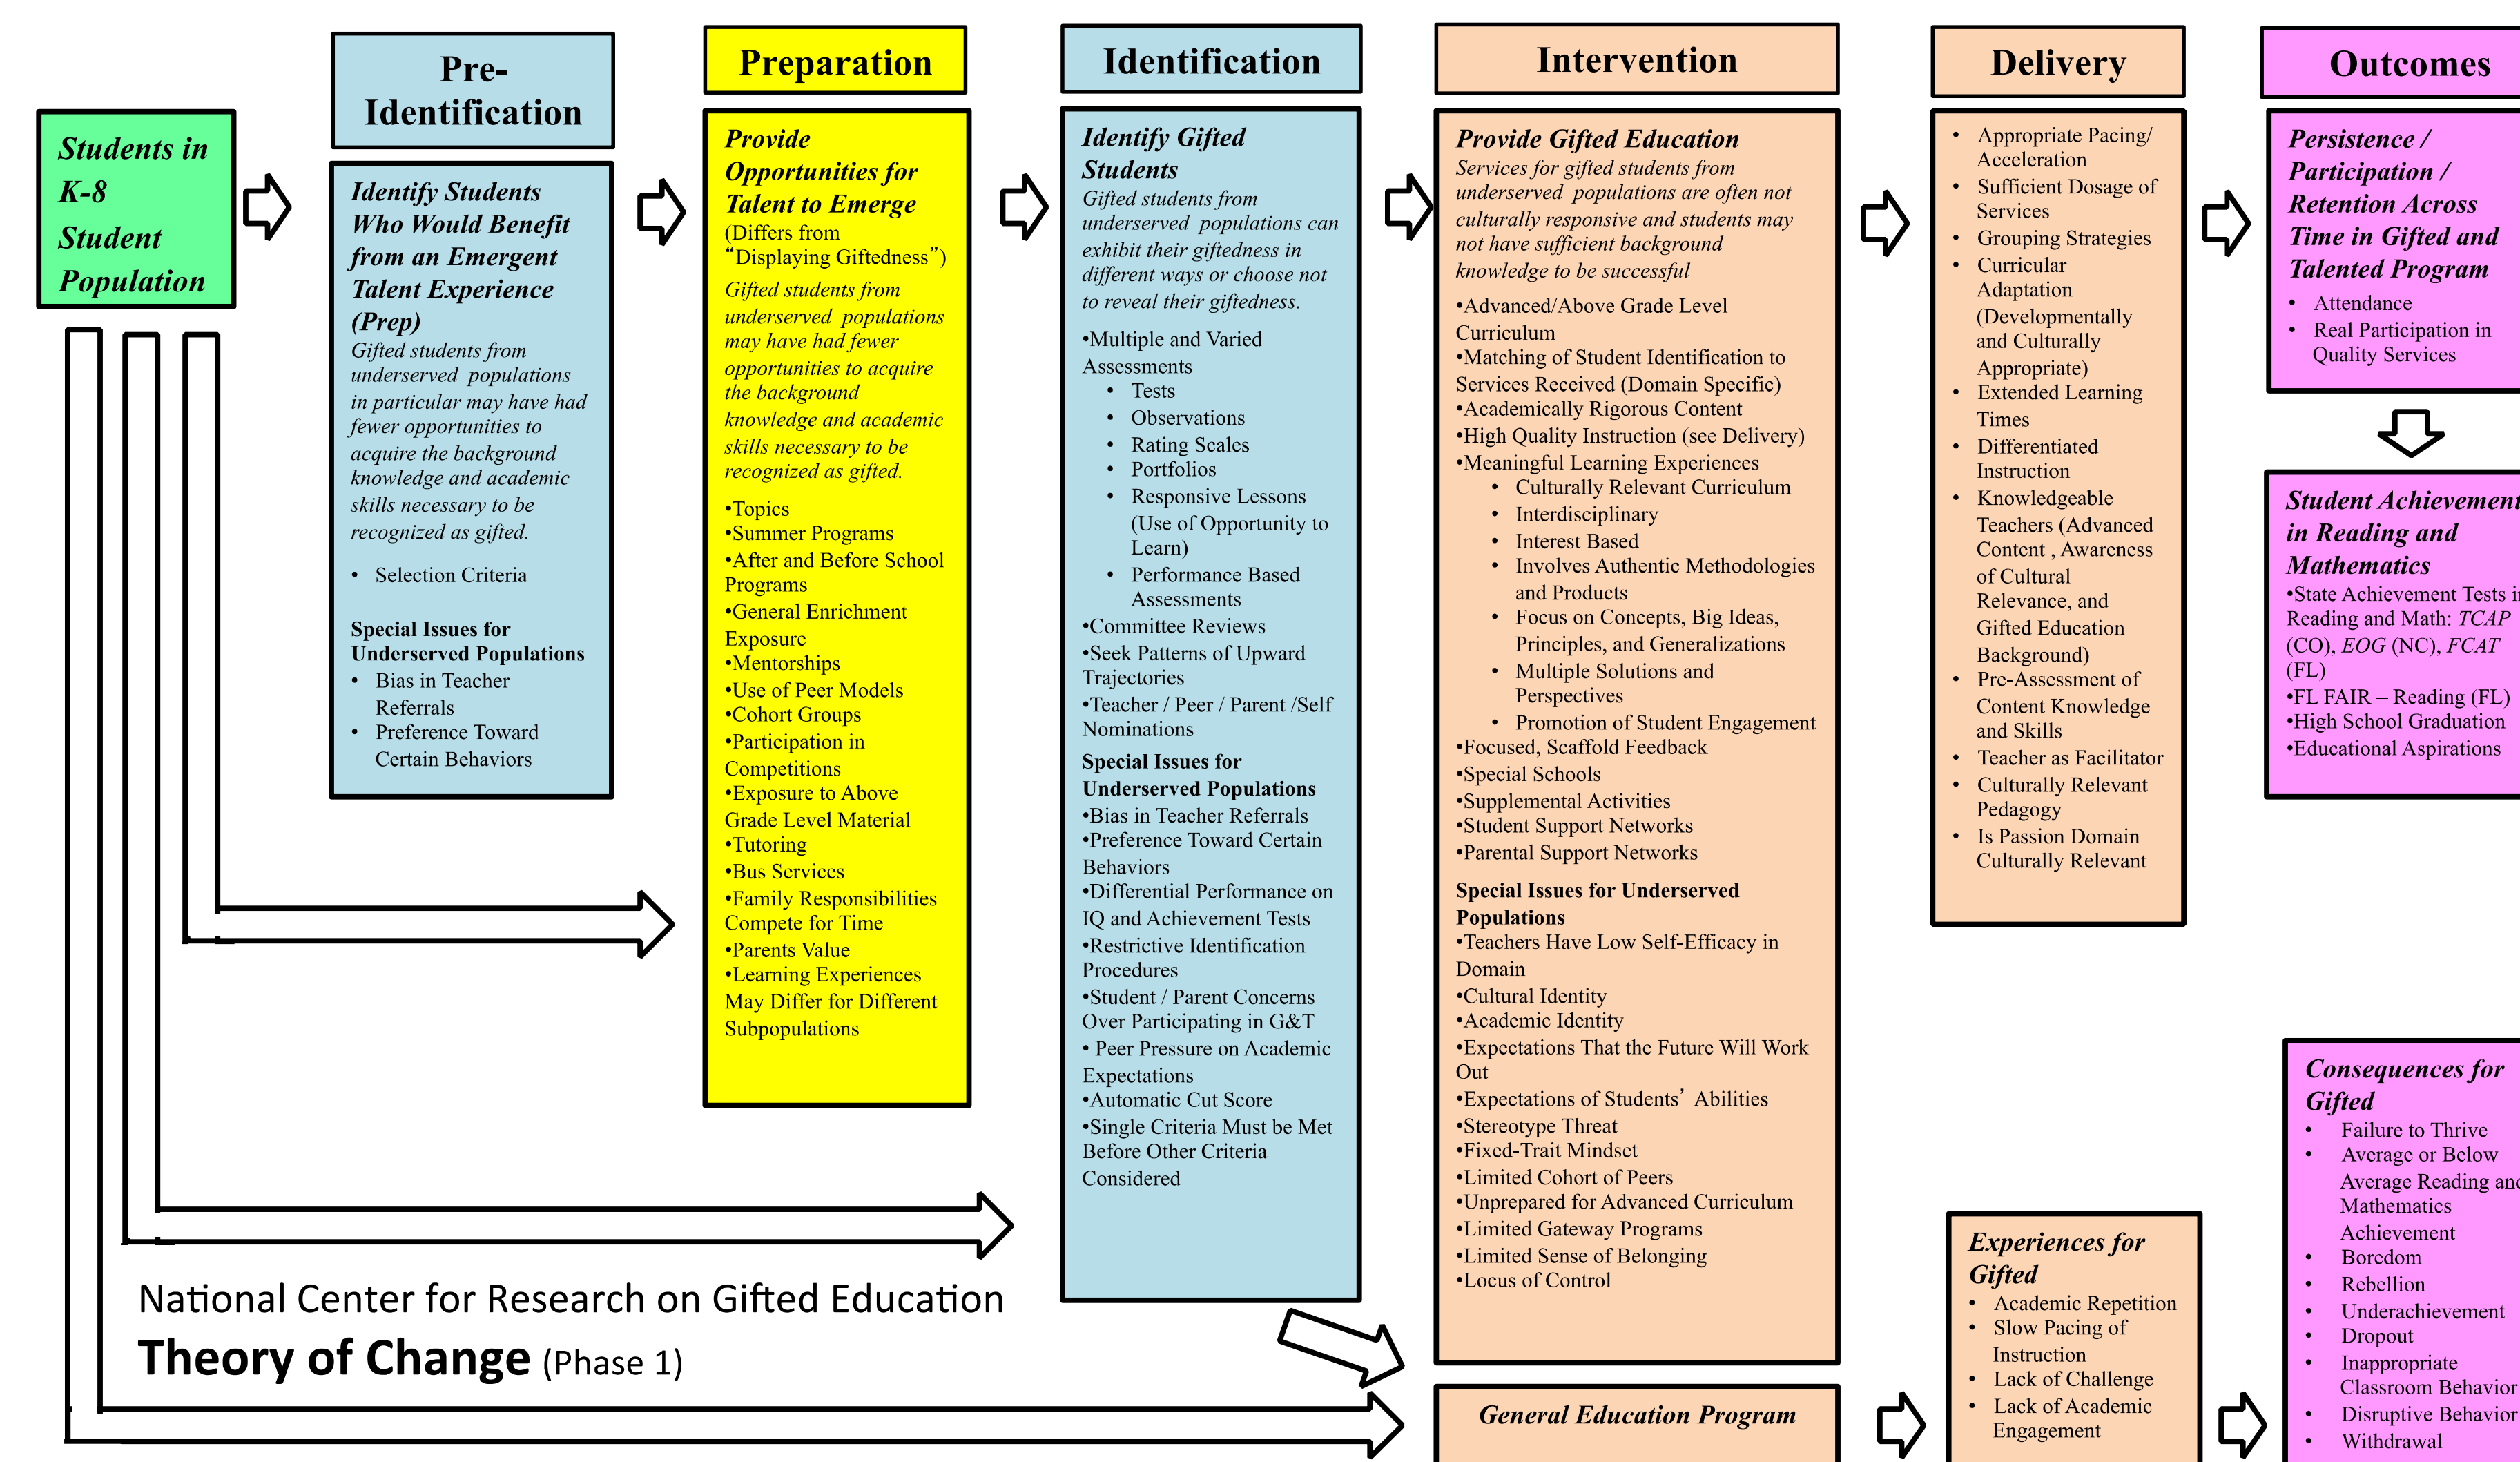 Pre-
Identification
Preparation
Identification
Intervention
Delivery
Outcomes
Students in
K-8
Student
Population
Identify Students
Who Would Benefit
from an Emergent
Talent Experience
(Prep)
Gifted students from
underserved populations
in particular may have had
fewer opportunities to
acquire the background
knowledge and academic
skills necessary to be
recognized as gifted.
• Selection Criteria
Special Issues for
Underserved Populations
• Bias in Teacher
Referrals
• Preference Toward
Certain Behaviors
Provide
Opportunities for
Talent to Emerge
(Differs from
“Displaying Giftedness”)
Gifted students from
underserved populations
may have had fewer
opportunities to acquire
the background
knowledge and academic
skills necessary to be
recognized as gifted.
•Topics
•Summer Programs
•After and Before School
Programs
•General Enrichment
Exposure
•Mentorships
•Use of Peer Models
•Cohort Groups
•Participation in
Competitions
•Exposure to Above
Grade Level Material
•Tutoring
•Bus Services
•Family Responsibilities
Compete for Time
•Parents Value
•Learning Experiences
May Differ for Different
Subpopulations
Identify Gifted
Students
Gifted students from
underserved populations can
exhibit their giftedness in
different ways or choose not
to reveal their giftedness.
•Multiple and Varied
Assessments
• Tests
• Observations
• Rating Scales
• Portfolios
• Responsive Lessons
(Use of Opportunity to
Learn)
• Performance Based
Assessments
•Committee Reviews
•Seek Patterns of Upward
Trajectories
•Teacher / Peer / Parent /Self
Nominations
Special Issues for
Underserved Populations
•Bias in Teacher Referrals
•Preference Toward Certain
Behaviors
•Differential Performance on
IQ and Achievement Tests
•Restrictive Identification
Procedures
•Student / Parent Concerns
Over Participating in G&T
• Peer Pressure on Academic
Expectations
•Automatic Cut Score
•Single Criteria Must be Met
Before Other Criteria
Considered
Provide Gifted Education
Services for gifted students from
underserved populations are often not
culturally responsive and students may
not have sufficient background
knowledge to be successful
•Advanced/Above Grade Level
Curriculum
•Matching of Student Identification to
Services Received (Domain Specific)
•Academically Rigorous Content
•High Quality Instruction (see Delivery)
•Meaningful Learning Experiences
• Culturally Relevant Curriculum
• Interdisciplinary
• Interest Based
• Involves Authentic Methodologies
and Products
• Focus on Concepts, Big Ideas,
Principles, and Generalizations
• Multiple Solutions and
Perspectives
• Promotion of Student Engagement
•Focused, Scaffold Feedback
•Special Schools
•Supplemental Activities
•Student Support Networks
•Parental Support Networks
Special Issues for Underserved
Populations
•Teachers Have Low Self-Efficacy in
Domain
•Cultural Identity
•Academic Identity
•Expectations That the Future Will Work
Out
•Expectations of Students’ Abilities
•Stereotype Threat
•Fixed-Trait Mindset
•Limited Cohort of Peers
•Unprepared for Advanced Curriculum
•Limited Gateway Programs
•Limited Sense of Belonging
•Locus of Control
• Appropriate Pacing/
Acceleration
• Sufficient Dosage of
Services
• Grouping Strategies
• Curricular
Adaptation
(Developmentally
and Culturally
Appropriate)
• Extended Learning
Times
• Differentiated
Instruction
• Knowledgeable
Teachers (Advanced
Content , Awareness
of Cultural
Relevance, and
Gifted Education
Background)
• Pre-Assessment of
Content Knowledge
and Skills
• Teacher as Facilitator
• Culturally Relevant
Pedagogy
• Is Passion Domain
Culturally Relevant
Persistence /
Participation /
Retention Across
Time in Gifted and
Talented Program
• Attendance
• Real Participation in
Quality Services
Student Achievement
in Reading and
Mathematics
•State Achievement Tests in
Reading and Math: TCAP
(CO), EOG (NC), FCAT
(FL)
•FL FAIR – Reading (FL)
•High School Graduation
•Educational Aspirations
National Center for Research on Gifted Education
Theory of Change (Phase 1)
General Education Program
Experiences for
Gifted
• Academic Repetition
• Slow Pacing of
Instruction
• Lack of Challenge
• Lack of Academic
Engagement
Consequences for
Gifted
• Failure to Thrive
• Average or Below
Average Reading and
Mathematics
Achievement
• Boredom
• Rebellion
• Underachievement
• Dropout
• Inappropriate
Classroom Behavior
• Disruptive Behavior
• Withdrawal